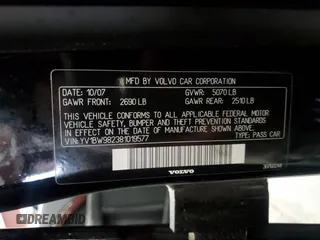 MFD BY VOLVO CAR CORPORATION
DATE: 10/07 GVWR: 5070 LB
GAWR FRONT: 2690 LB GAWR REAR: 2510 LB
THIS VEHICLE CONFORMS TO ALL APPLICABLE FEDERAL MOTOR
VEHICLE SAFETY, BUMPER AND THEFT PREVENTION STANDARDS
IN EFFECT ON THE DATE OF MANUFACTURE SHOWN ABOVE.
VIN: YV1BW982381019577 TYPE: PASS CAR
VOLVO
DREAMBID